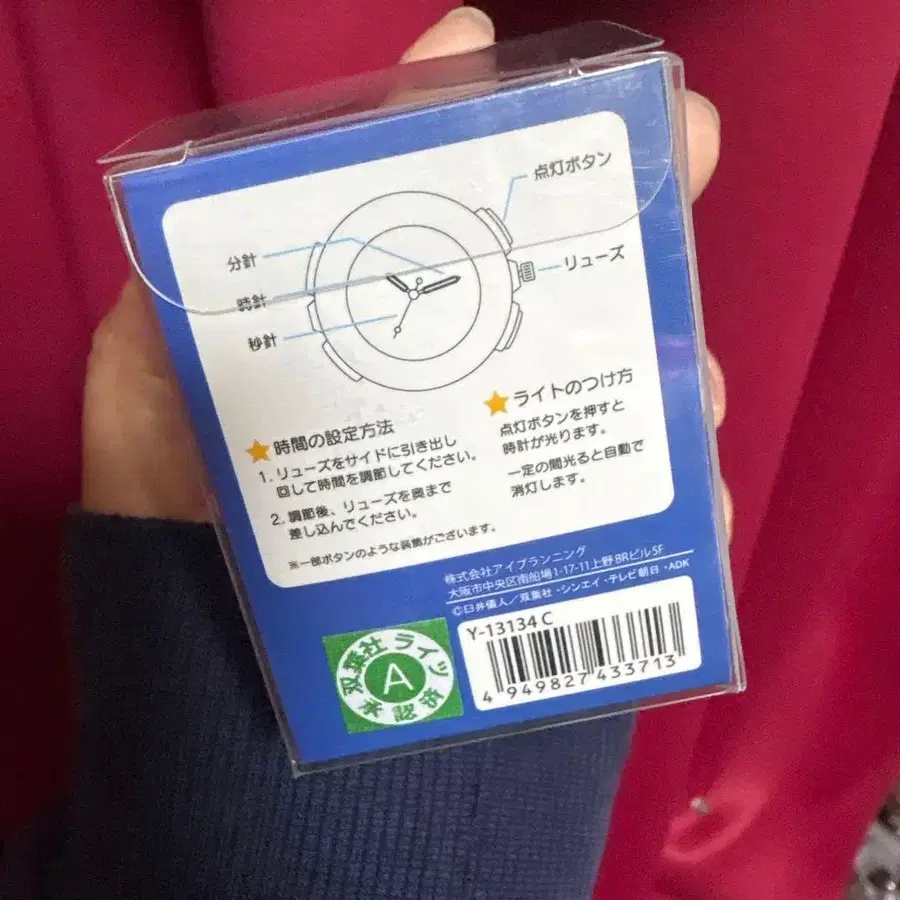 点灯ボタン
分針
リューズ
時針
秒針
ライトのつけ方
点灯ボタンを押すと
時計が光ります。
一定の間光ると自動で
消灯します。
時間の設定方法
1. リューズをサイドに引き出し
回して時間を調節してください。
2. 調節後、リューズを奥まで
差し込んでください。
※一部ボタンのような装飾がございます。
株式会社アイプランニング
大阪市中央区南船場1-17-11上野BRビル5F
©臼井儀人／双葉社・シンエイ・テレビ朝日・ADK
Y-13134 C
4 949827 433713
双葉社 ライツ
A
承認済